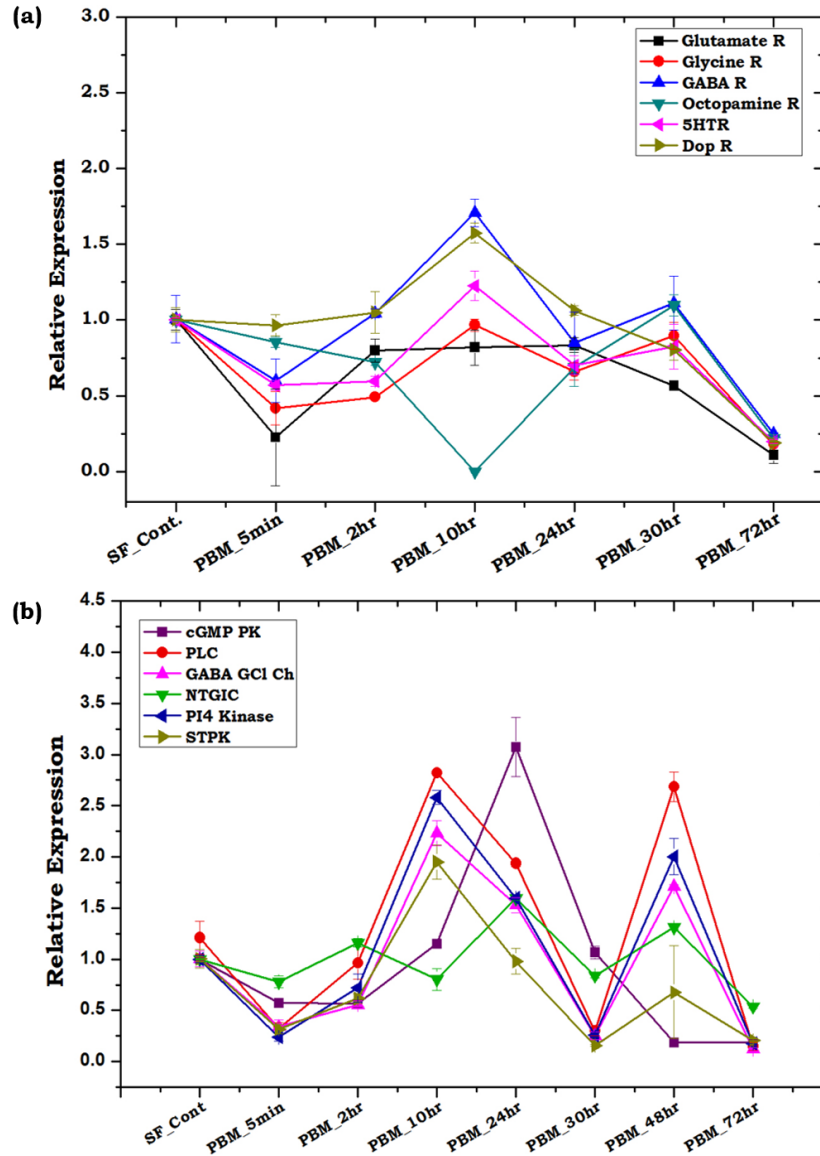 (a)
3.0
2.5
2.0
1.5
1.0
0.5
0.0
Relative Expression
Glutamate R
Glycine R
GABA R
Octopamine R
5HTR
Dop R
SF_Cont.
PBM_5min
PBM_2hr
PBM_10hr
PBM_24hr
PBM_30hr
PBM_72hr
(b)
4.5
4.0
3.5
3.0
2.5
2.0
1.5
1.0
0.5
0.0
Relative Expression
cGMP PK
PLC
GABA GCl Ch
NTGIC
PI4 Kinase
STPK
SF_Cont
PBM_5min
PBM_2hr
PBM_10hr
PBM_24hr
PBM_30hr
PBM_48hr
PBM_72hr